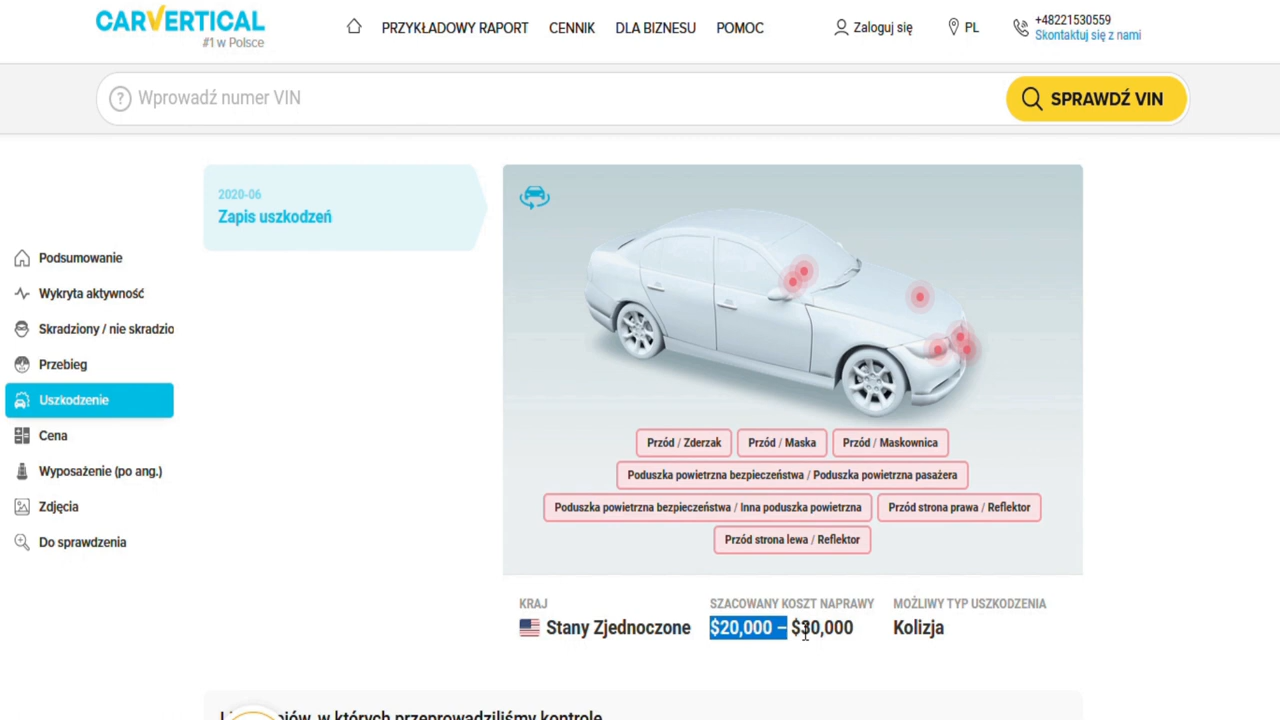 CARVERTICAL
#1 w Polsce
PRZYKŁADOWY RAPORT
CENNIK
DLA BIZNESU
POMOC
Zaloguj się
PL
+48221530559
Skontaktuj się z nami
? Wprowadź numer VIN
SPRAWDŹ VIN
2020-06
Zapis uszkodzeń
Podsumowanie
Wykryta aktywność
Skradziony / nie skradzio
Przebieg
Uszkodzenie
Cena
Wyposażenie (po ang.)
Zdjęcia
Do sprawdzenia
Przód / Zderzak
Przód / Maska
Przód / Maskownica
Poduszka powietrzna bezpieczeństwa / Poduszka powietrzna pasażera
Poduszka powietrzna bezpieczeństwa / Inna poduszka powietrzna
Przód strona prawa / Reflektor
Przód strona lewa / Reflektor
KRAJ
Stany Zjednoczone
SZACOWANY KOSZT NAPRAWY
$20,000 – $30,000
MOŻLIWY TYP USZKODZENIA
Kolizja
w których przeprowadziliśmy kontrolę